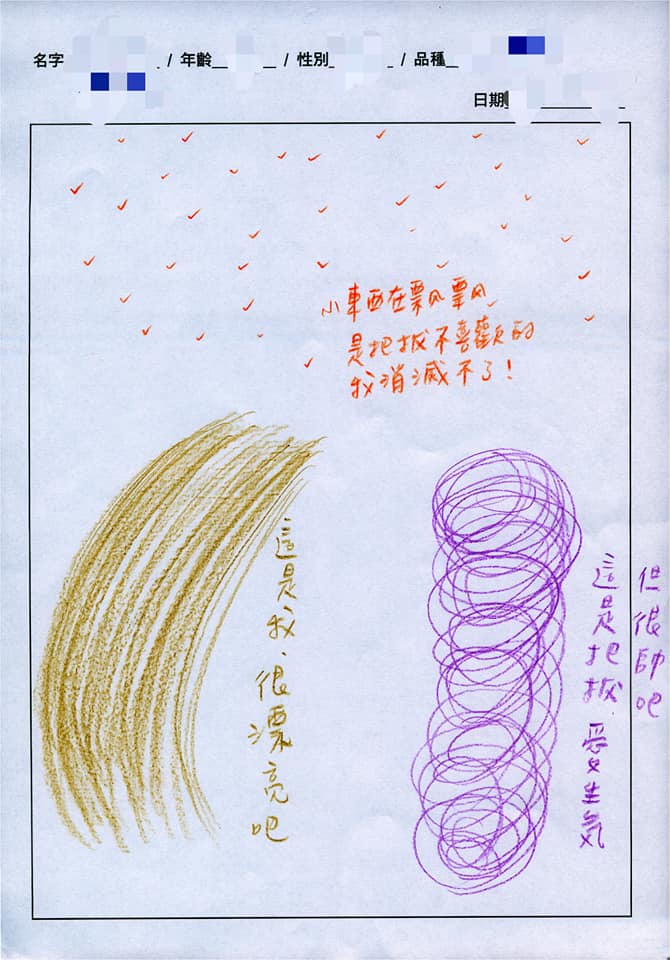 名字 / 年齡 / 性別 / 品種
日期
小東西在飄飄
是把拔不喜歡的
我消滅不了!
這是我、很漂亮吧
但很帥吧
這是把拔 愛生氣